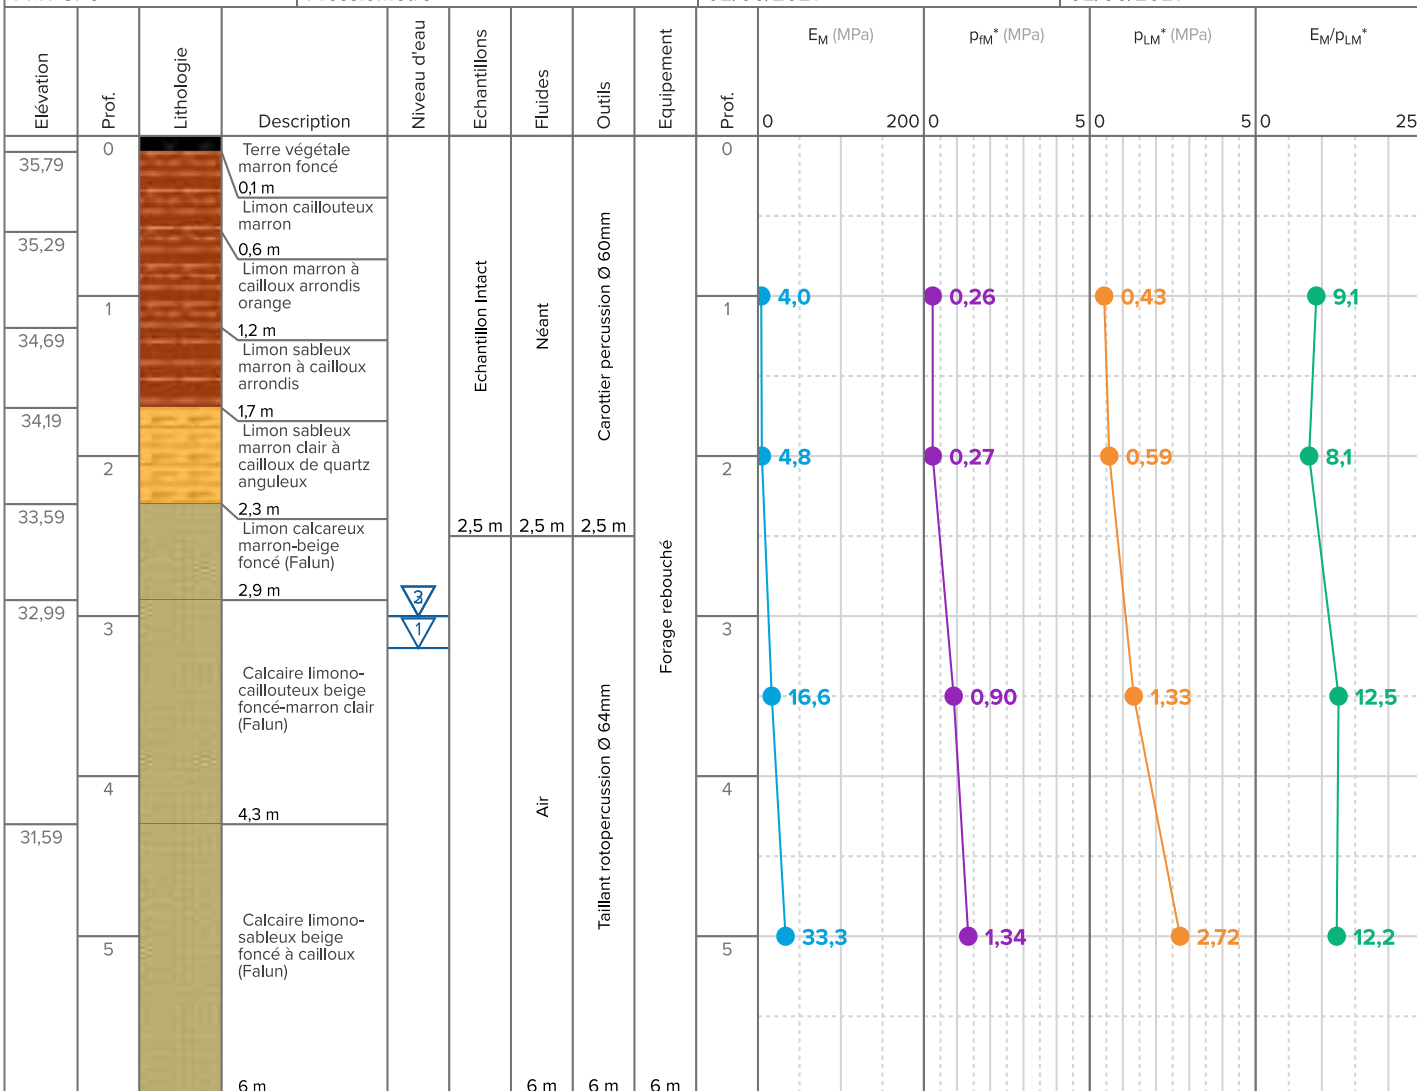 Elévation
Prof.
Lithologie
Description
Niveau d'eau
Echantillons
Fluides
Outils
Equipement
Prof.
E_M (MPa)
p_fM* (MPa)
p_LM* (MPa)
E_M/p_LM*
0 200
0 5
0 5
0 25
35,79
35,29
34,69
34,19
33,59
32,99
31,59
0
1
2
3
4
5
Terre végétale
marron foncé
0,1 m
Limon caillouteux
marron
0,6 m
Limon marron à
cailloux arrondis
orange
1,2 m
Limon sableux
marron à cailloux
arrondis
1,7 m
Limon sableux
marron clair à
cailloux de quartz
anguleux
2,3 m
Limon calcareux
marron-beige
foncé (Falun)
2,9 m
Calcaire limono-
caillouteux beige
foncé-marron clair
(Falun)
4,3 m
Calcaire limono-
sableux beige
foncé à cailloux
(Falun)
6 m
3
1
Echantillon Intact
2,5 m
Néant
2,5 m
Air
6 m
Carottier percussion Ø 60mm
2,5 m
Taillant rotopercussion Ø 64mm
6 m
Forage rebouché
6 m
0
1
2
3
4
5
4,0
4,8
16,6
33,3
0,26
0,27
0,90
1,34
0,43
0,59
1,33
2,72
9,1
8,1
12,5
12,2